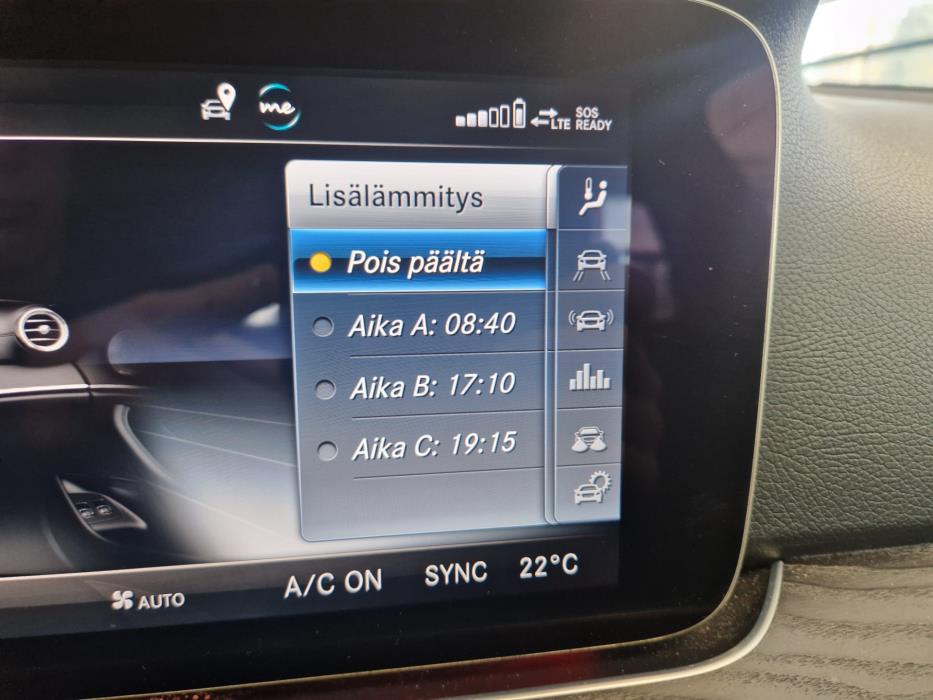 me
LTE
SOS
READY
Lisälämmitys
Pois päältä
Aika A: 08:40
Aika B: 17:10
Aika C: 19:15
AUTO
A/C ON
SYNC
22°C